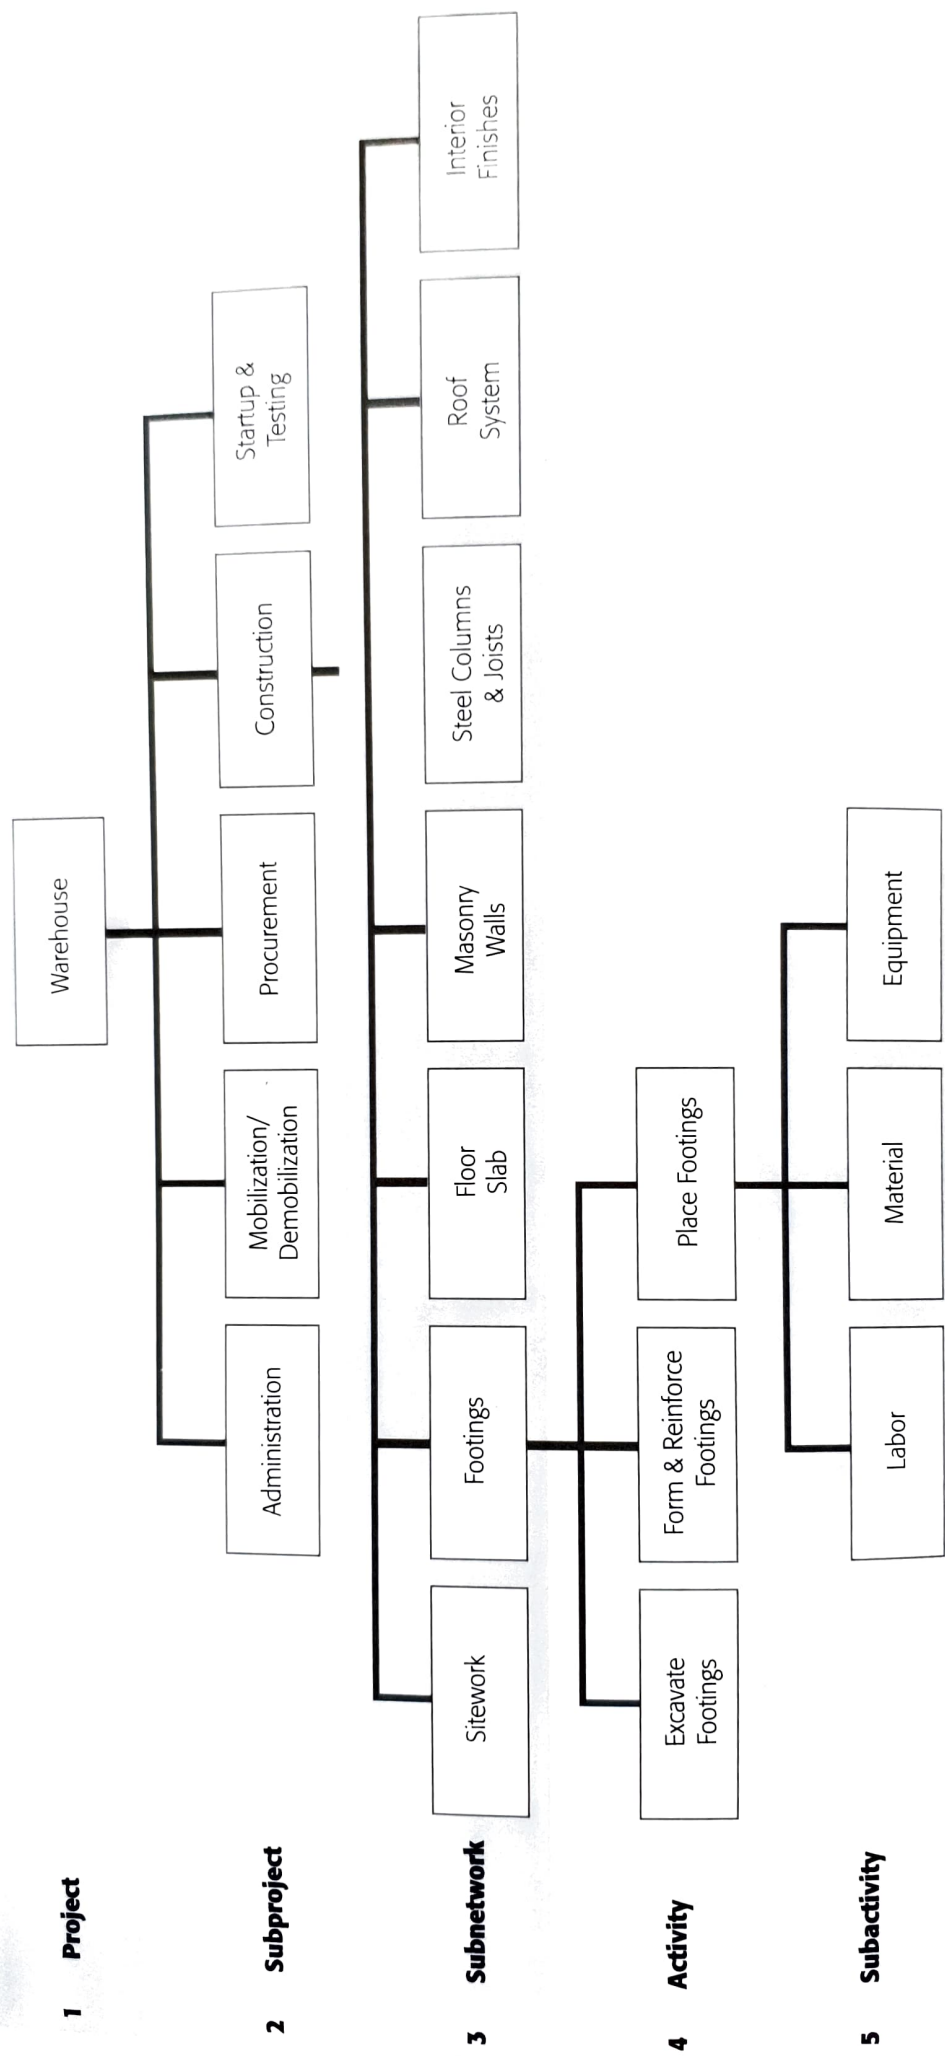 1 Project
Warehouse
2 Subproject
Administration
Mobilization/
Demobilization
Procurement
Construction
Startup &
Testing
3 Subnetwork
Sitework
Footings
Floor
Slab
Masonry
Walls
Steel Columns
& Joists
Roof
System
Interior
Finishes
4 Activity
Excavate
Footings
Form & Reinforce
Footings
Place Footings
5 Subactivity
Labor
Material
Equipment